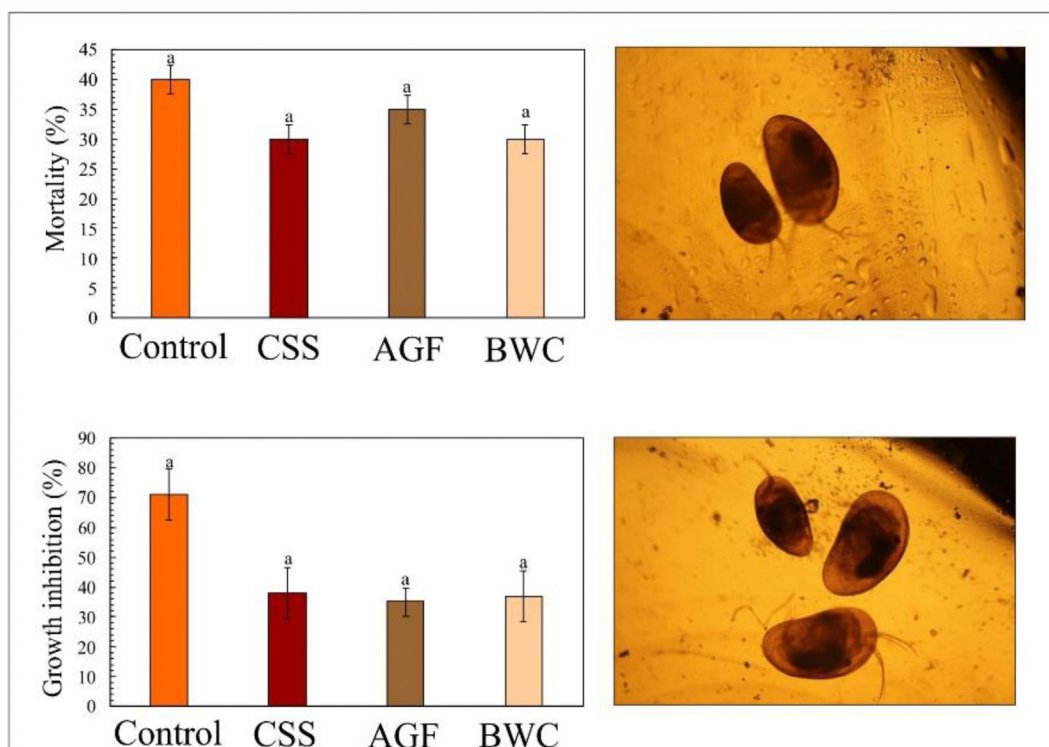 Mortality (%)
45
40
35
30
25
20
15
10
5
0
a
a
a
a
Control CSS AGF BWC
Growth inhibition (%)
90
80
70
60
50
40
30
20
10
0
a
a
a
a
Control CSS AGF BWC